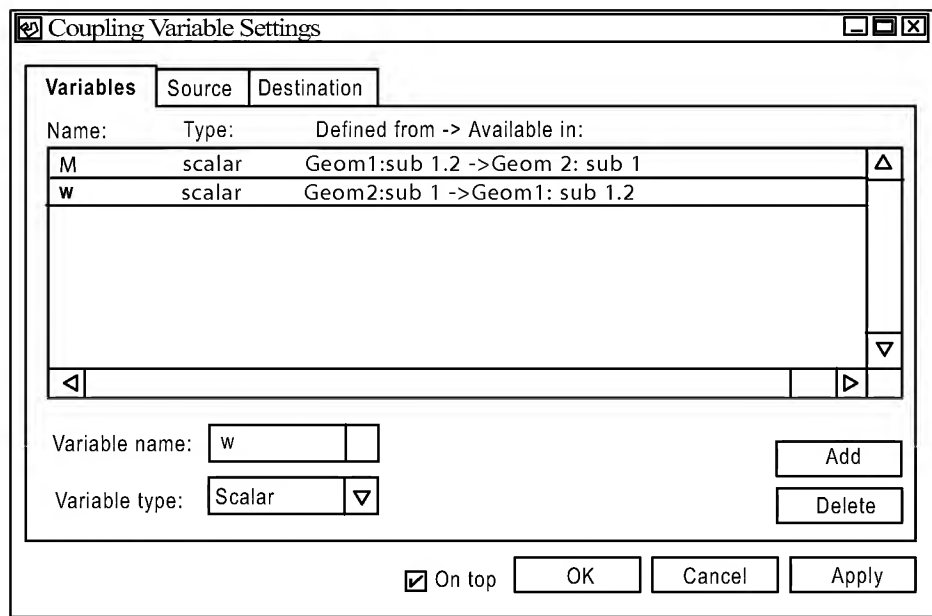 Coupling Variable Settings
Variables Source Destination
Name: Type: Defined from -> Available in:
M scalar Geom1:sub 1.2 ->Geom 2: sub 1
w scalar Geom2:sub 1 ->Geom1: sub 1.2
Variable name: w
Add
Variable type: Scalar
Delete
On top OK Cancel Apply